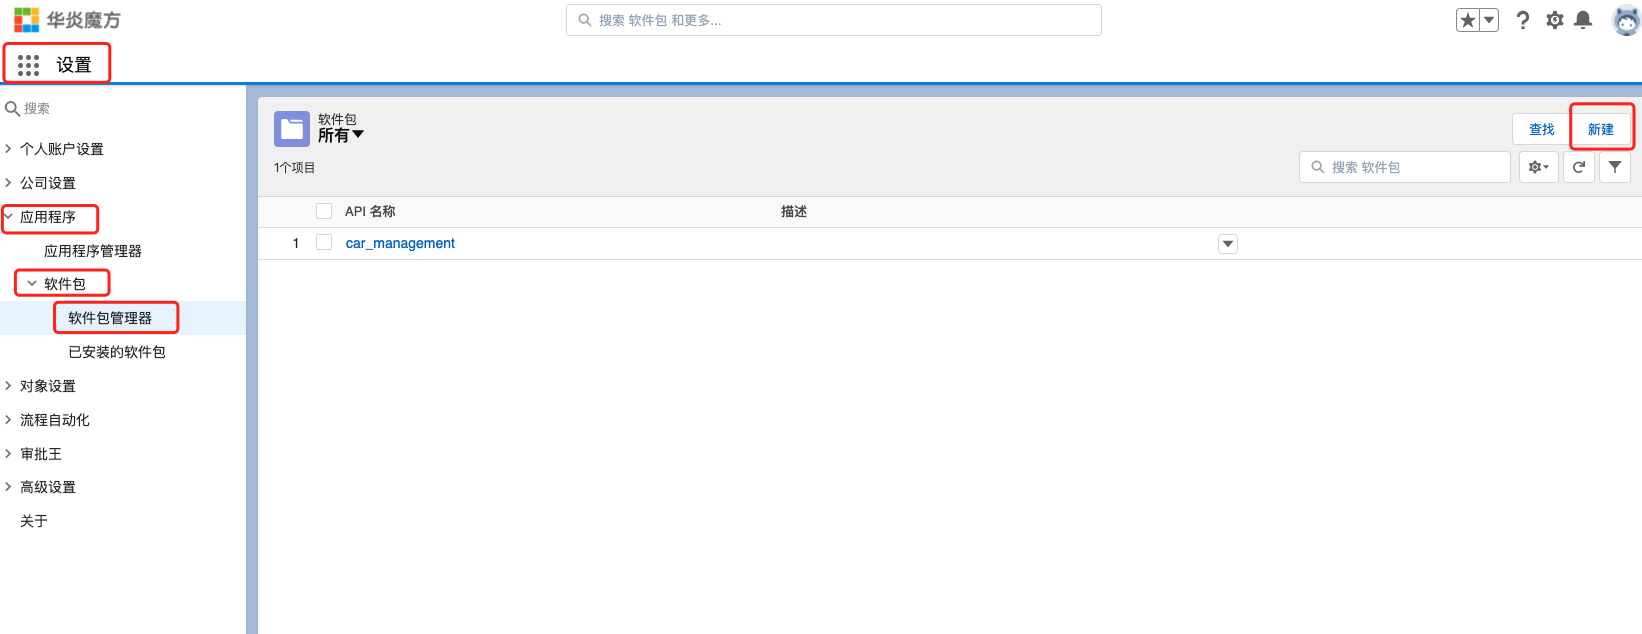 华炎魔方
搜索 软件包 和更多...
设置
搜索
个人账户设置
公司设置
应用程序
应用程序管理器
软件包
软件包管理器
已安装的软件包
对象设置
流程自动化
审批王
高级设置
关于
软件包
所有
1个项目
查找
新建
搜索 软件包
API 名称 描述
1 car_management